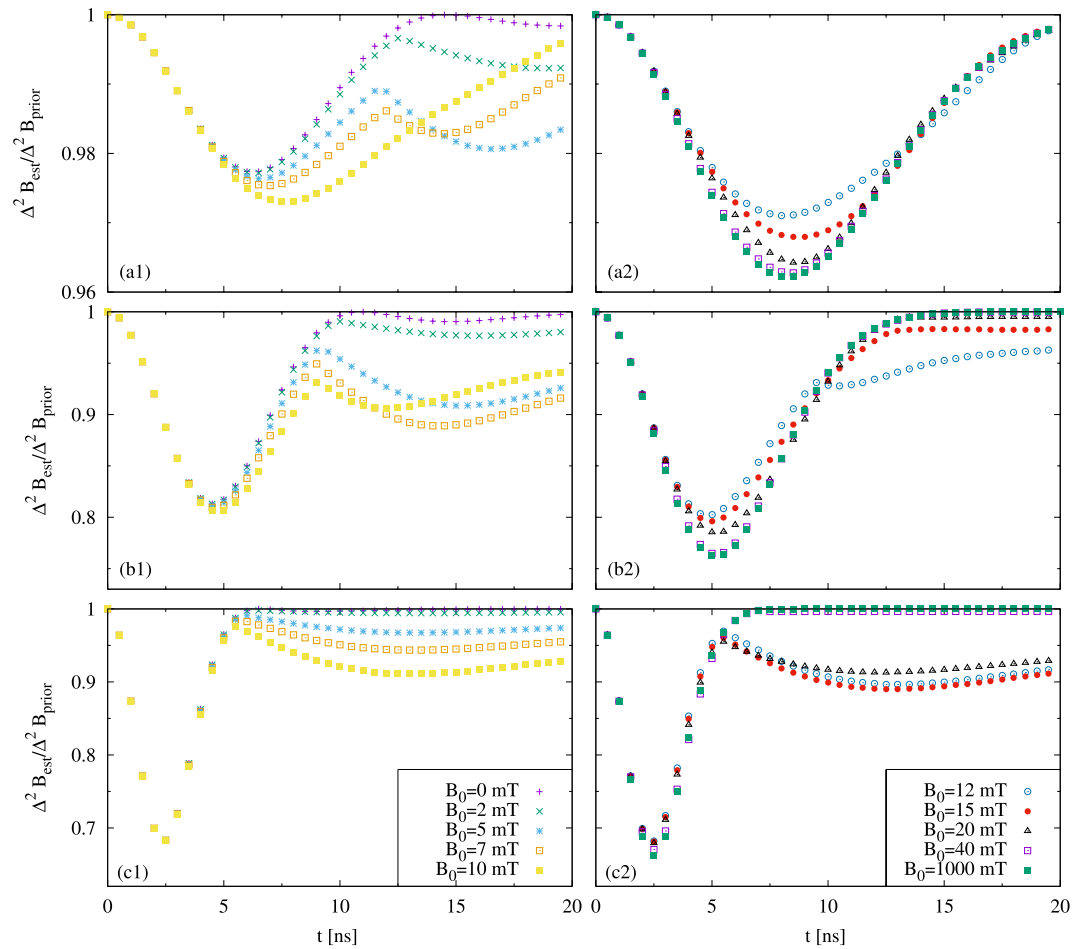 1
0.98
0.96
Δ² B_est/Δ² B_prior
(a1)
(a2)
1
0.9
0.8
Δ² B_est/Δ² B_prior
(b1)
(b2)
1
0.9
0.8
0.7
Δ² B_est/Δ² B_prior
(c1)
B₀=0 mT
B₀=2 mT
B₀=5 mT
B₀=7 mT
B₀=10 mT
(c2)
B₀=12 mT
B₀=15 mT
B₀=20 mT
B₀=40 mT
B₀=1000 mT
0 5 10 15 20
0 5 10 15 20
t [ns]
t [ns]